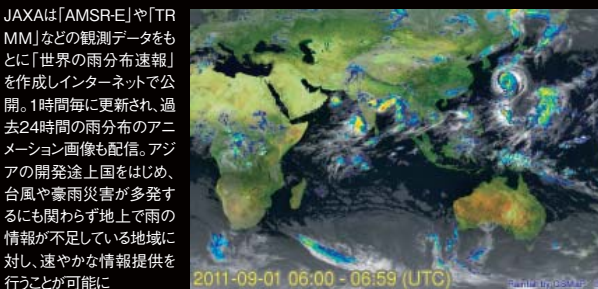 JAXAは「AMSR-E」や「TR
MM」などの観測データをも
とに「世界の雨分布速報」
を作成しインターネットで公
開。1時間毎に更新され、過
去24時間の雨分布のアニ
メーション画像も配信。アジ
アの開発途上国をはじめ、
台風や豪雨災害が多発す
るにも関わらず地上で雨の
情報が不足している地域に
対し、速やかな情報提供を
行うことが可能に
2011-09-01 06:00 - 06:59 (UTC)
Rainfall by GSMaP